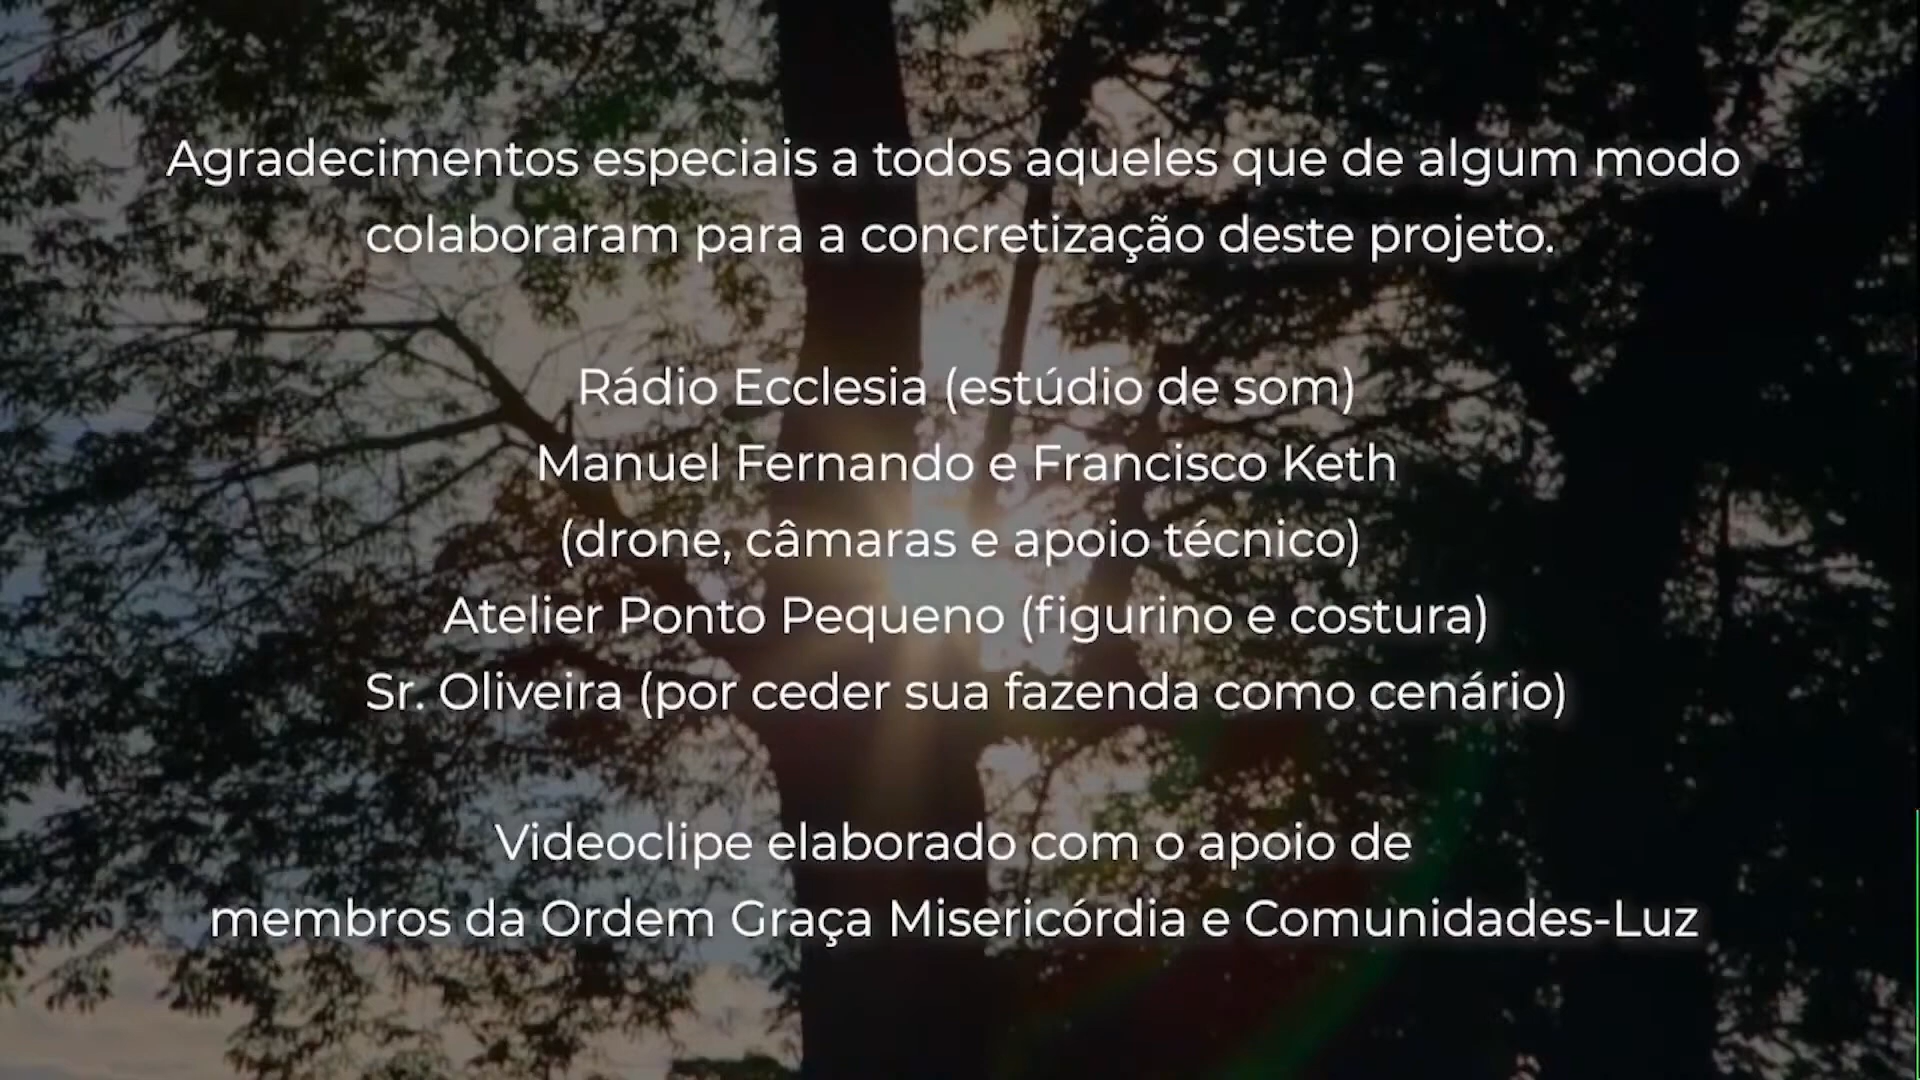 Agradecimentos especiais a todos aqueles que de algum modo
colaboraram para a concretização deste projeto.
Rádio Ecclesia (estúdio de som)
Manuel Fernando e Francisco Keth
(drone, câmaras e apoio técnico)
Atelier Ponto Pequeno (figurino e costura)
Sr. Oliveira (por ceder sua fazenda como cenário)
Videoclipe elaborado com o apoio de
membros da Ordem Graça Misericórdia e Comunidades-Luz